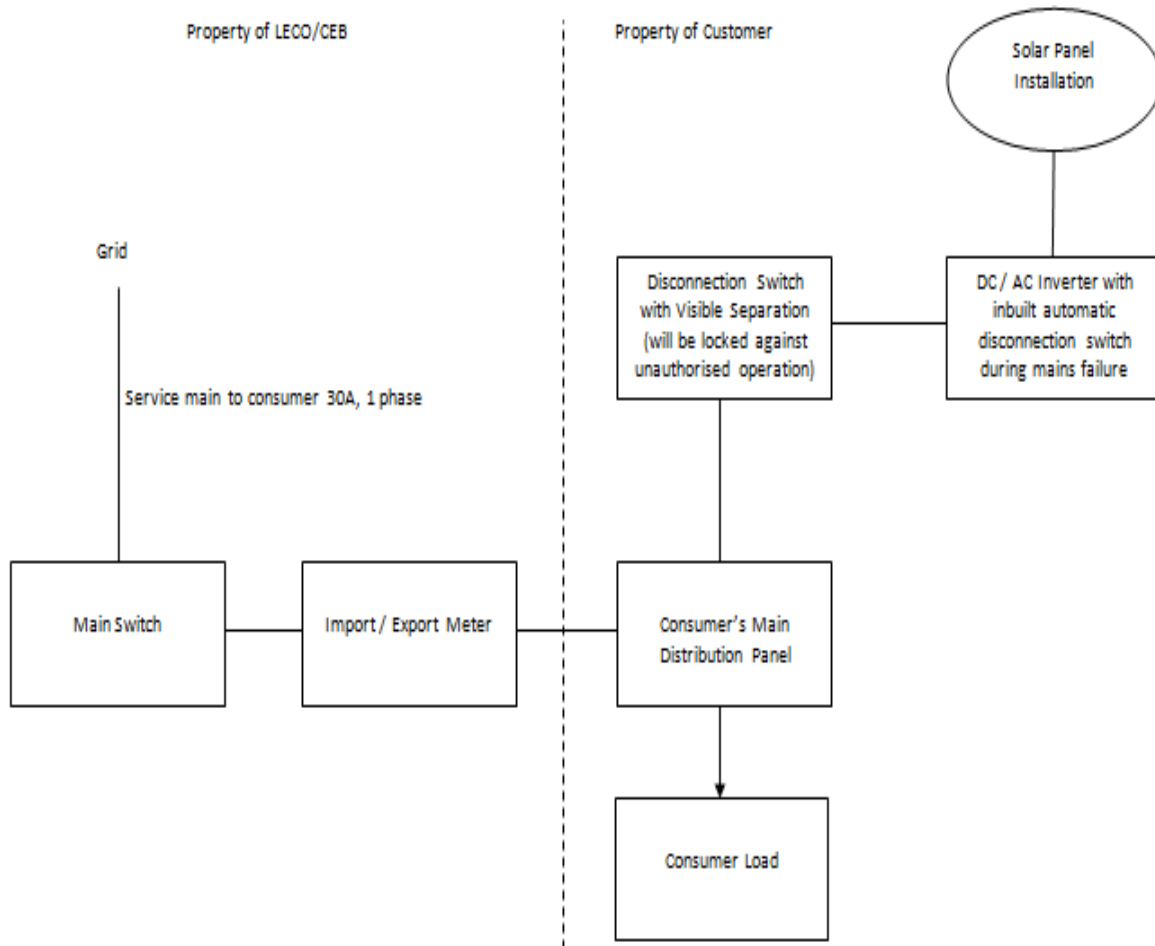 Property of LECO/CEB
Property of Customer
Solar Panel
Installation
Grid
Disconnection Switch
with Visible Separation
(will be locked against
unauthorised operation)
DC / AC Inverter with
inbuilt automatic
disconnection switch
during mains failure
Service main to consumer 30A, 1 phase
Main Switch
Import / Export Meter
Consumer's Main
Distribution Panel
Consumer Load